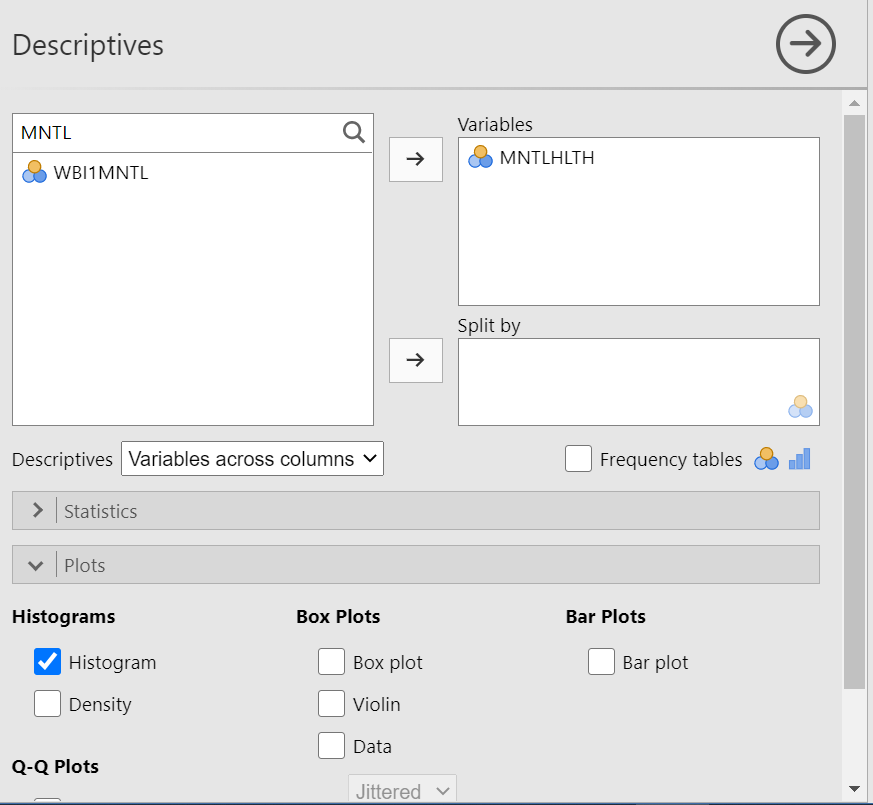 Descriptives
MNTL
WBI1MNTL
Variables
MNTLHLTH
Split by
Descriptives Variables across columns Frequency tables
Statistics
Plots
Histograms Box Plots Bar Plots
Histogram Box plot Bar plot
Density Violin
Data
Q-Q Plots
Jittered